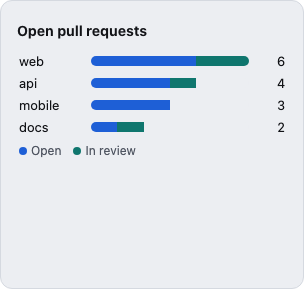 Open pull requests
web 6
api 4
mobile 3
docs 2
Open In review